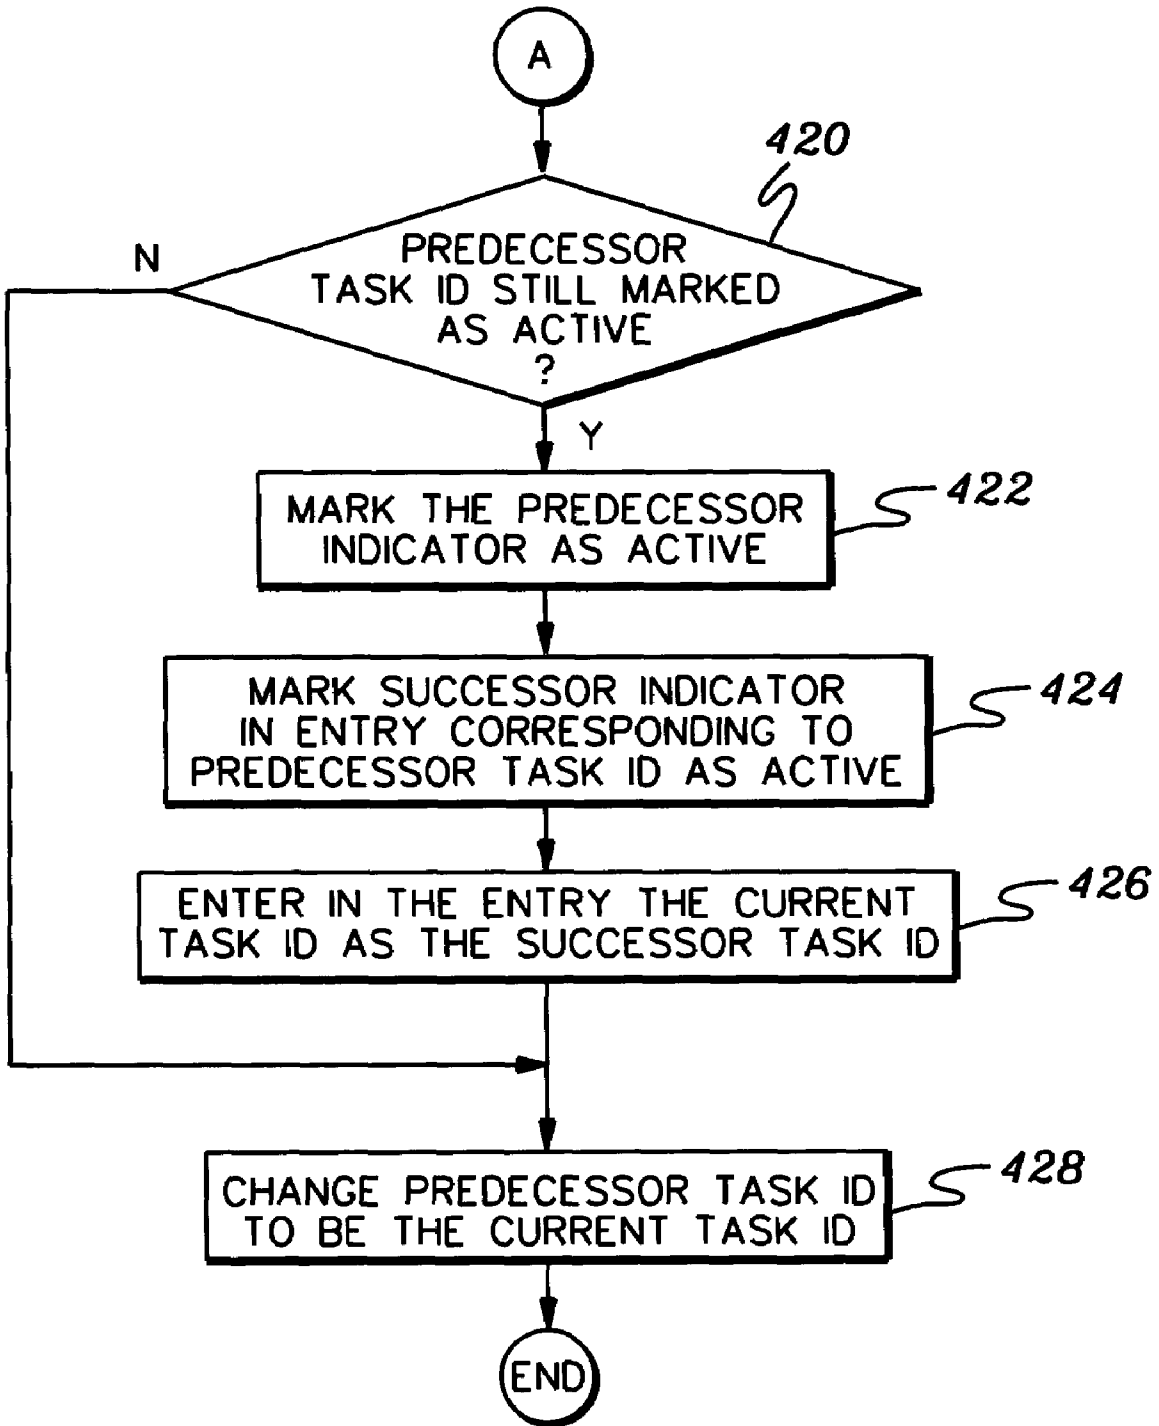 A
420
N
PREDECESSOR
TASK ID STILL MARKED
AS ACTIVE
?
Y
MARK THE PREDECESSOR
INDICATOR AS ACTIVE
422
MARK SUCCESSOR INDICATOR
IN ENTRY CORRESPONDING TO
PREDECESSOR TASK ID AS ACTIVE
424
ENTER IN THE ENTRY THE CURRENT
TASK ID AS THE SUCCESSOR TASK ID
426
CHANGE PREDECESSOR TASK ID
TO BE THE CURRENT TASK ID
428
END